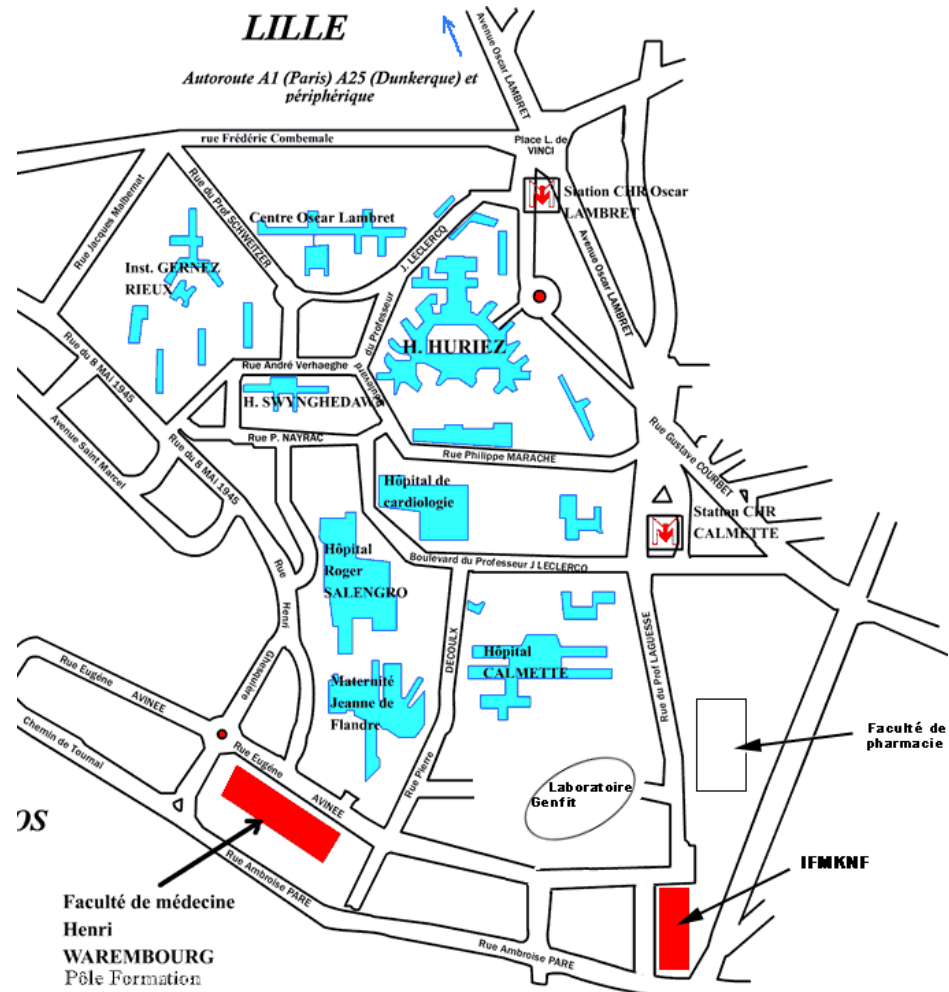 LILLE
Autoroute A1 (Paris) A25 (Dunkerque) et
périphérique
Avenue Oscar LAMBRET
rue Frédéric Combemale
Place L. de
VINCI
Station CHR Oscar
LAMBRET
Rue Jacques Malbernat
Rue du Prof SCHWEITZER
Centre Oscar Lambret
J. LECLERCQ
Avenue Oscar LAMBRET
Inst. GERNEZ
RIEUX
du Professeur
Boulevard
H. HURIEZ
Rue du 8 MAi 1945
Rue André Verhaeghe
H. SWYNGHEDAW
Avenue Saint Marcel
Rue du 8 MAi 1945
Rue P. NAYRAC
Rue Philippe MARACHE
Rue Gustave COURBET
Hôpital de
cardiologie
Station CHR
CALMETTE
Hôpital
Roger
SALENGRO
Boulevard du Professeur J LECLERCQ
Rue
Henri
Ghesquière
DECOULX
Rue Pierre
Hôpital
CALMETTE
Rue du Prof LAGUESSE
Maternité
Jeanne de
Flandre
Rue Eugéne
AVINEE
Chemin de Tournai
Rue Eugéne
AVINEE
Faculté de
pharmacie
Laboratoire
Genfit
OS
IFMKNF
Rue Ambroise PARE
Rue Ambroise PARE
Faculté de médecine
Henri
WAREMBOURG
Pôle Formation